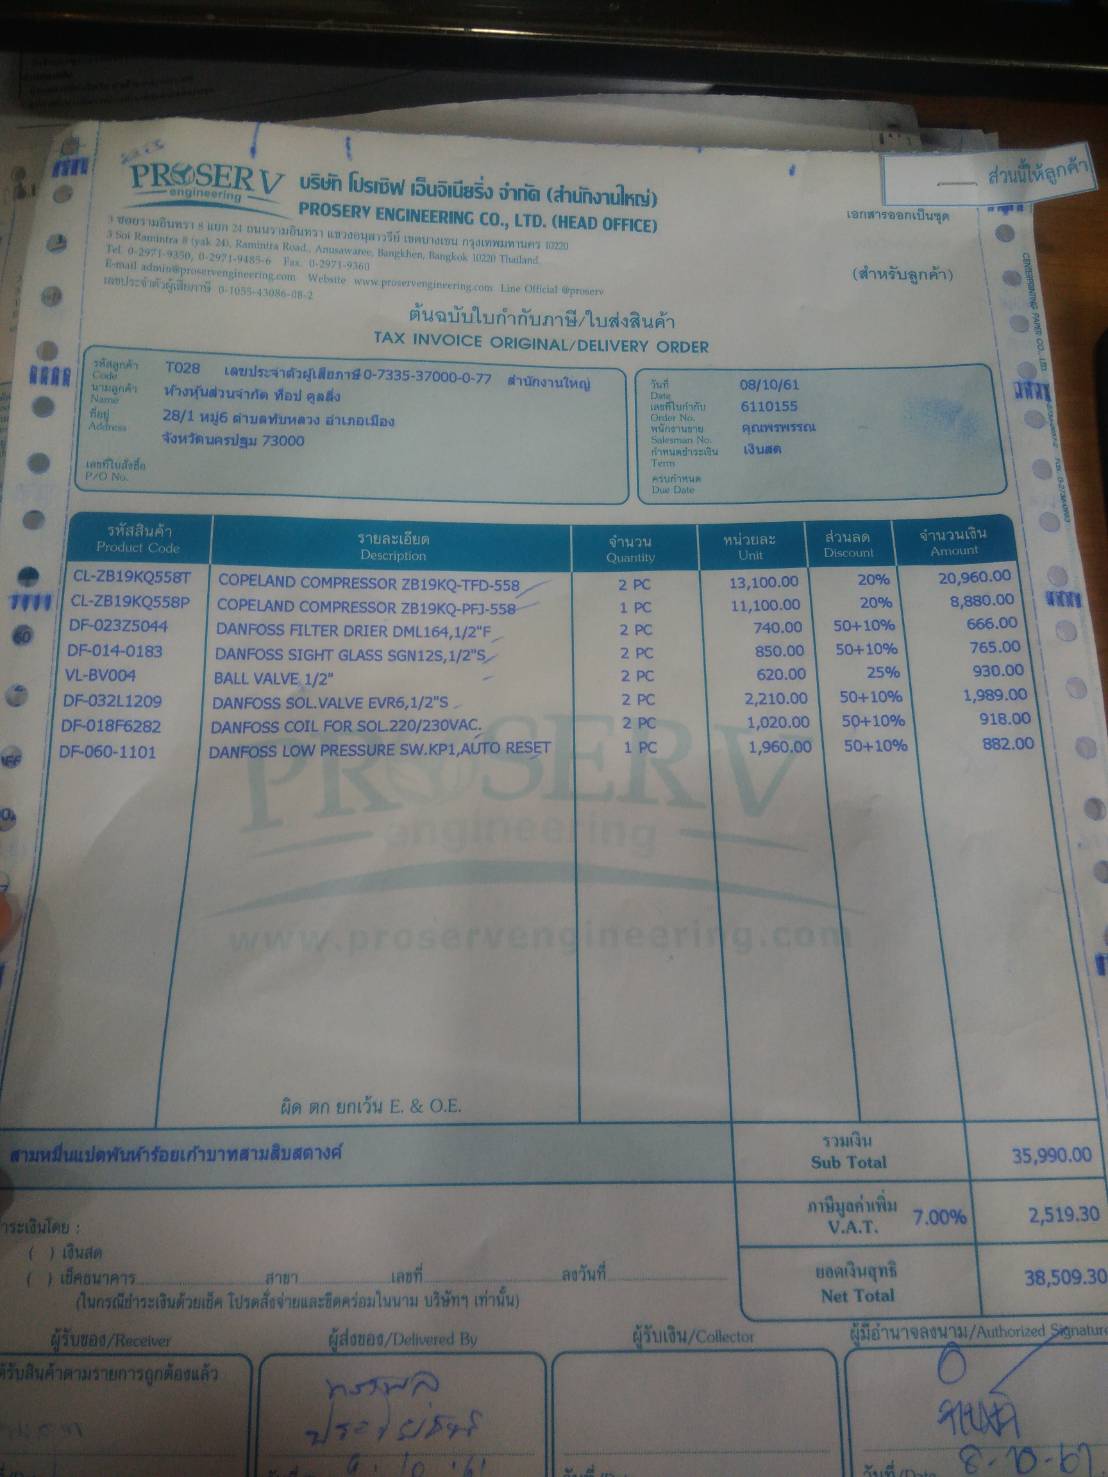 PROSERV
engineering
บริษัท โปรเซิฟ เอ็นจิเนียริ่ง จำกัด (สำนักงานใหญ่)
PROSERV ENGINEERING CO., LTD. (HEAD OFFICE)
3 ซอยรามอินทรา 8 แยก 24 ถนนรามอินทรา แขวงอนุสาวรีย์ เขตบางเขน กรุงเทพมหานคร 10220
3 Soi Ramintra 8 (yak 24), Ramintra Road., Anusawaree, Bangkhen, Bangkok 10220 Thailand.
Tel. 0-2971-9350, 0-2971-9485-6 Fax. 0-2971-9360
E-mail admin@proservengineering.com Website www.proservengineering.com Line Official @proserv
เลขประจำตัวผู้เสียภาษี 0-1055-43086-08-2
ส่วนนี้ให้ลูกค้า
เอกสารออกเป็นชุด
(สำหรับลูกค้า)
ต้นฉบับใบกำกับภาษี/ใบส่งสินค้า
TAX INVOICE ORIGINAL/DELIVERY ORDER
รหัสลูกค้า T028 เลขประจำตัวผู้เสียภาษี 0-7335-37000-0-77 สำนักงานใหญ่
Code
นามลูกค้า ห้างหุ้นส่วนจำกัด ท็อป คูลลิ่ง
Name
ที่อยู่ 28/1 หมู่6 ตำบลทับหลวง อำเภอเมือง
Address จังหวัดนครปฐม 73000
เลขที่ใบสั่งซื้อ
P/O No.
วันที่ 08/10/61
Date
เลขที่ใบกำกับ 6110155
Order No.
พนักงานขาย คุณพรพรรณ
Salesman No.
กำหนดชำระเงิน เงินสด
Term
ครบกำหนด
Due Date
รหัสสินค้า รายละเอียด จำนวน หน่วยละ ส่วนลด จำนวนเงิน
Product Code Description Quantity Unit Discount Amount
CL-ZB19KQ558T COPELAND COMPRESSOR ZB19KQ-TFD-558 2 PC 13,100.00 20% 20,960.00
CL-ZB19KQ558P COPELAND COMPRESSOR ZB19KQ-PFJ-558 1 PC 11,100.00 20% 8,880.00
DF-023Z5044 DANFOSS FILTER DRIER DML164,1/2"F 2 PC 740.00 50+10% 666.00
DF-014-0183 DANFOSS SIGHT GLASS SGN12S,1/2"S 2 PC 850.00 50+10% 765.00
VL-BV004 BALL VALVE 1/2" 2 PC 620.00 25% 930.00
DF-032L1209 DANFOSS SOL.VALVE EVR6,1/2"S 2 PC 2,210.00 50+10% 1,989.00
DF-018F6282 DANFOSS COIL FOR SOL.220/230VAC. 2 PC 1,020.00 50+10% 918.00
DF-060-1101 DANFOSS LOW PRESSURE SW.KP1,AUTO RESET 1 PC 1,960.00 50+10% 882.00
PROSERV
engineering
www.proservengineering.com
ผิด ตก ยกเว้น E. & O.E.
สามหมื่นแปดพันห้าร้อยเก้าบาทสามสิบสตางค์
รวมเงิน
Sub Total 35,990.00
ภาษีมูลค่าเพิ่ม
V.A.T. 7.00% 2,519.30
ยอดเงินสุทธิ
Net Total 38,509.30
ำระเงินโดย :
( ) เงินสด
( ) เช็คธนาคาร สาขา เลขที่ ลงวันที่
(ในกรณีชำระเงินด้วยเช็ค โปรดสั่งจ่ายและขีดคร่อมในนาม บริษัทฯ เท่านั้น)
ผู้รับของ/Receiver ผู้ส่งของ/Delivered By ผู้รับเงิน/Collector ผู้มีอำนาจลงนาม/Authorized Signature
ด้รับสินค้าตามรายการถูกต้องแล้ว
8-10-61